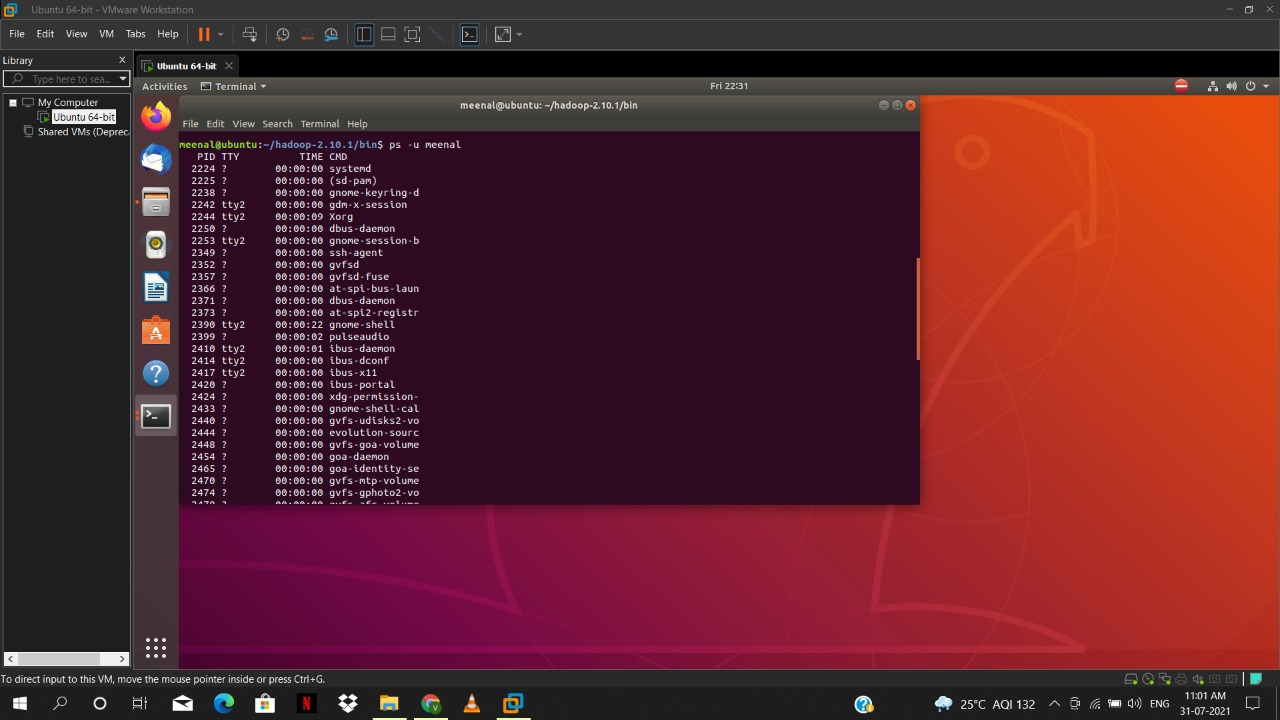 Ubuntu 64-bit - VMware Workstation
File Edit View VM Tabs Help
Library
Type here to sea...
My Computer
Ubuntu 64-bit
Shared VMs (Deprec
Ubuntu 64-bit
Activities Terminal Fri 22:31
meenal@ubuntu: ~/hadoop-2.10.1/bin
File Edit View Search Terminal Help
meenal@ubuntu:~/hadoop-2.10.1/bin$ ps -u meenal
PID TTY TIME CMD
2224 ? 00:00:00 systemd
2225 ? 00:00:00 (sd-pam)
2238 ? 00:00:00 gnome-keyring-d
2242 tty2 00:00:00 gdm-x-session
2244 tty2 00:00:09 Xorg
2250 ? 00:00:00 dbus-daemon
2253 tty2 00:00:00 gnome-session-b
2349 ? 00:00:00 ssh-agent
2352 ? 00:00:00 gvfsd
2357 ? 00:00:00 gvfsd-fuse
2366 ? 00:00:00 at-spi-bus-laun
2371 ? 00:00:00 dbus-daemon
2373 ? 00:00:00 at-spi2-registr
2390 tty2 00:00:22 gnome-shell
2399 ? 00:00:02 pulseaudio
2410 tty2 00:00:01 ibus-daemon
2414 tty2 00:00:00 ibus-dconf
2417 tty2 00:00:00 ibus-x11
2420 ? 00:00:00 ibus-portal
2424 ? 00:00:00 xdg-permission-
2433 ? 00:00:00 gnome-shell-cal
2440 ? 00:00:00 gvfs-udisks2-vo
2444 ? 00:00:00 evolution-sourc
2448 ? 00:00:00 gvfs-goa-volume
2454 ? 00:00:00 goa-daemon
2465 ? 00:00:00 goa-identity-se
2470 ? 00:00:00 gvfs-mtp-volume
2474 ? 00:00:00 gvfs-gphoto2-vo
To direct input to this VM, move the mouse pointer inside or press Ctrl+G.
25°C AQI 132 ENG
11:01 AM
31-07-2021